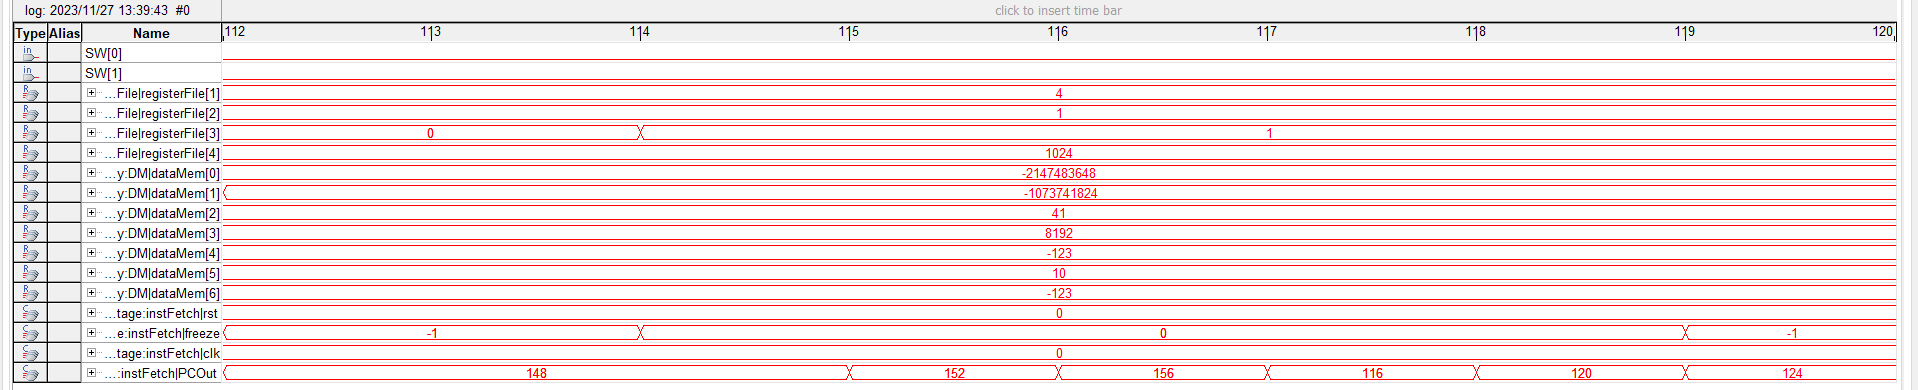 log: 2023/11/27 13:39:43 #0 click to insert time bar
Type Alias Name 112 113 114 115 116 117 118 119 120
in SW[0]
in SW[1]
R ...File|registerFile[1] 4
R ...File|registerFile[2] 1
R ...File|registerFile[3] 0 1
R ...File|registerFile[4] 1024
R ...y:DM|dataMem[0] -2147483648
R ...y:DM|dataMem[1] -1073741824
R ...y:DM|dataMem[2] 41
R ...y:DM|dataMem[3] 8192
R ...y:DM|dataMem[4] -123
R ...y:DM|dataMem[5] 10
R ...y:DM|dataMem[6] -123
C ...tage:instFetch|rst 0
C ...e:instFetch|freeze -1 0 -1
C ...tage:instFetch|clk 0
C ...:instFetch|PCOut 148 152 156 116 120 124